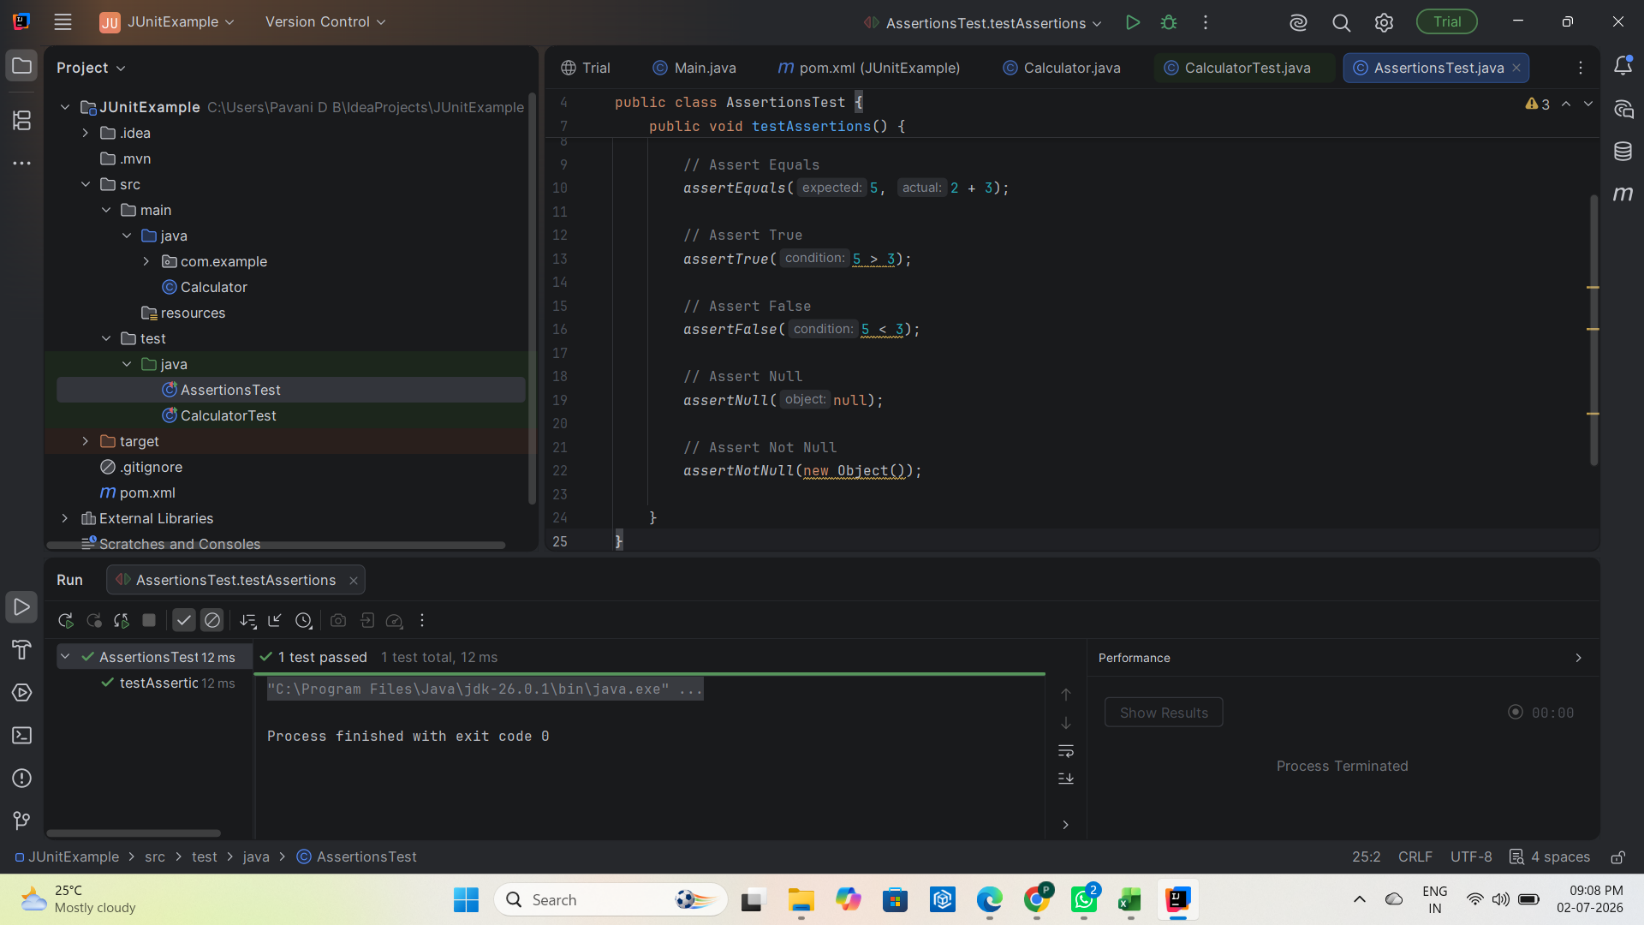 JU JUnitExample Version Control AssertionsTest.testAssertions Trial
Project
JUnitExample C:\Users\Pavani D B\IdeaProjects\JUnitExample
.idea
.mvn
src
main
java
com.example
Calculator
resources
test
java
AssertionsTest
CalculatorTest
target
.gitignore
pom.xml
External Libraries
Scratches and Consoles
Trial Main.java pom.xml (JUnitExample) Calculator.java CalculatorTest.java AssertionsTest.java
4 public class AssertionsTest { 3
7 public void testAssertions() {
8
9 // Assert Equals
10 assertEquals( expected: 5, actual: 2 + 3);
11
12 // Assert True
13 assertTrue( condition: 5 > 3);
14
15 // Assert False
16 assertFalse( condition: 5 < 3);
17
18 // Assert Null
19 assertNull( object: null);
20
21 // Assert Not Null
22 assertNotNull(new Object());
23
24 }
25 }
Run AssertionsTest.testAssertions
AssertionsTest 12 ms
testAssertic 12 ms
1 test passed 1 test total, 12 ms
"C:\Program Files\Java\jdk-26.0.1\bin\java.exe" ...
Process finished with exit code 0
Performance
Show Results 00:00
Process Terminated
JUnitExample > src > test > java > AssertionsTest 25:2 CRLF UTF-8 4 spaces
25°C
Mostly cloudy
Search
P
2
ENG
IN
09:08 PM
02-07-2026